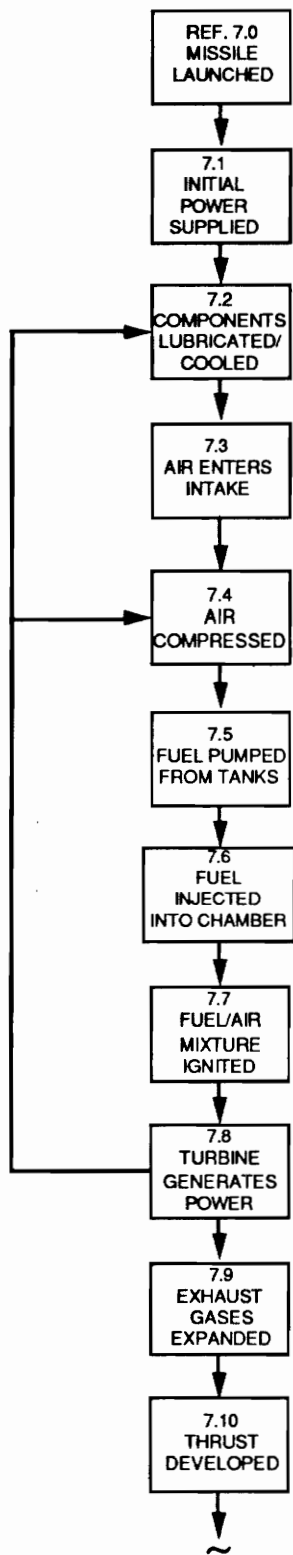 REF. 7.0
MISSILE
LAUNCHED
7.1
INITIAL
POWER
SUPPLIED
7.2
COMPONENTS
LUBRICATED/
COOLED
7.3
AIR ENTERS
INTAKE
7.4
AIR
COMPRESSED
7.5
FUEL PUMPED
FROM TANKS
7.6
FUEL
INJECTED
INTO CHAMBER
7.7
FUEL/AIR
MIXTURE
IGNITED
7.8
TURBINE
GENERATES
POWER
7.9
EXHAUST
GASES
EXPANDED
7.10
THRUST
DEVELOPED
~